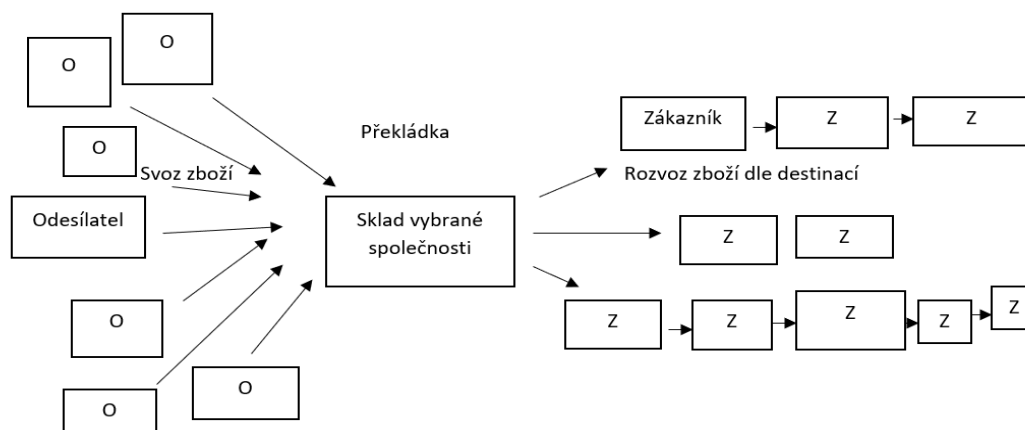 O
O
Překládka
Zákazník
Z
Z
O
Svoz zboží
Rozvoz zboží dle destinací
Odesílatel
Sklad vybrané
společnosti
Z
Z
O
Z
Z
Z
Z
Z
O
O